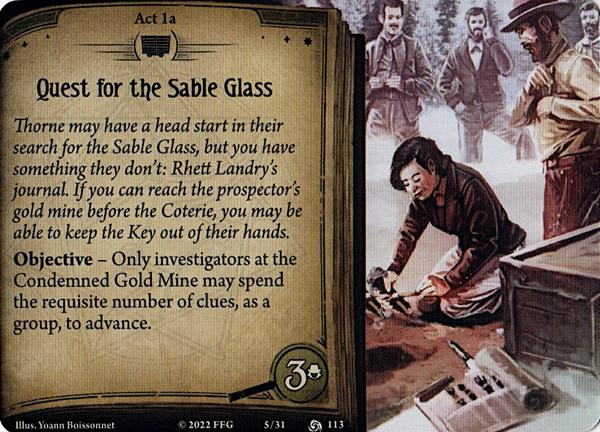 Act 1a
Quest for the Sable Glass
Thorne may have a head start in their
search for the Sable Glass, but you have
something they don't: Rhett Landry's
journal. If you can reach the prospector's
gold mine before the Coterie, you may be
able to keep the Key out of their hands.
Objective – Only investigators at the
Condemned Gold Mine may spend
the requisite number of clues, as a
group, to advance.
3
Illus. Yoann Boissonnet © 2022 FFG 5/31 113